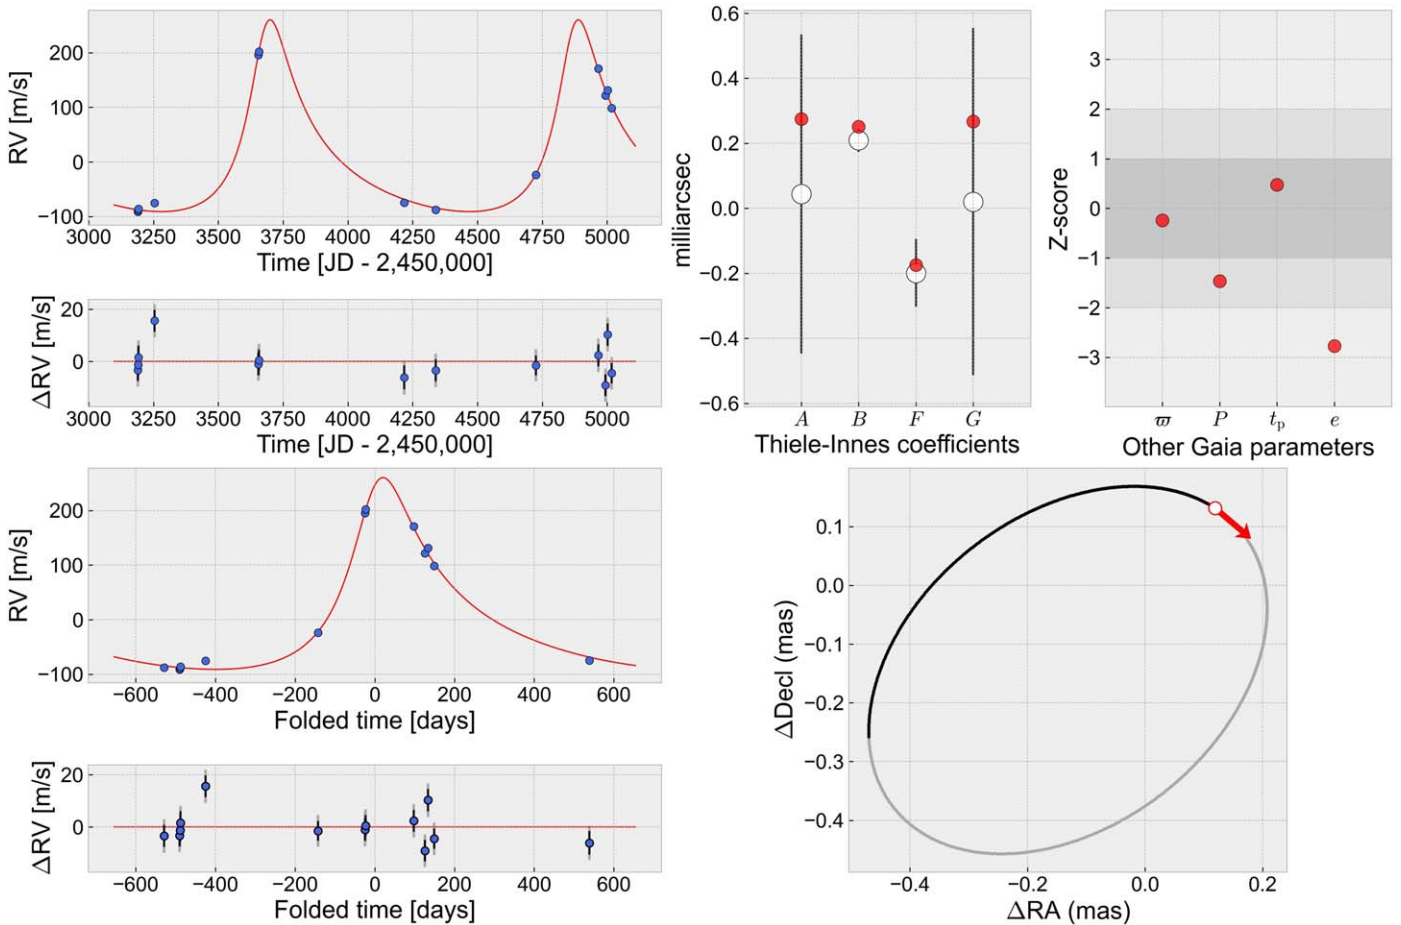 RV [m/s]
200
100
0
−100
3000 3250 3500 3750 4000 4250 4500 4750 5000
Time [JD - 2,450,000]
ΔRV [m/s]
20
0
3000 3250 3500 3750 4000 4250 4500 4750 5000
Time [JD - 2,450,000]
RV [m/s]
200
100
0
−100
−600 −400 −200 0 200 400 600
Folded time [days]
ΔRV [m/s]
20
0
−600 −400 −200 0 200 400 600
Folded time [days]
milliarcsec
0.6
0.4
0.2
0.0
−0.2
−0.4
−0.6
A B F G
Thiele-Innes coefficients
Z-score
3
2
1
0
−1
−2
−3
ϖ P tp e
Other Gaia parameters
ΔDecl (mas)
0.1
0.0
−0.1
−0.2
−0.3
−0.4
−0.4 −0.2 0.0 0.2
ΔRA (mas)